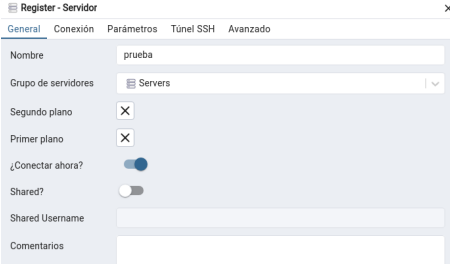 Register - Servidor
General Conexión Parámetros Túnel SSH Avanzado
Nombre prueba
Grupo de servidores Servers
Segundo plano
Primer plano
¿Conectar ahora?
Shared?
Shared Username
Comentarios